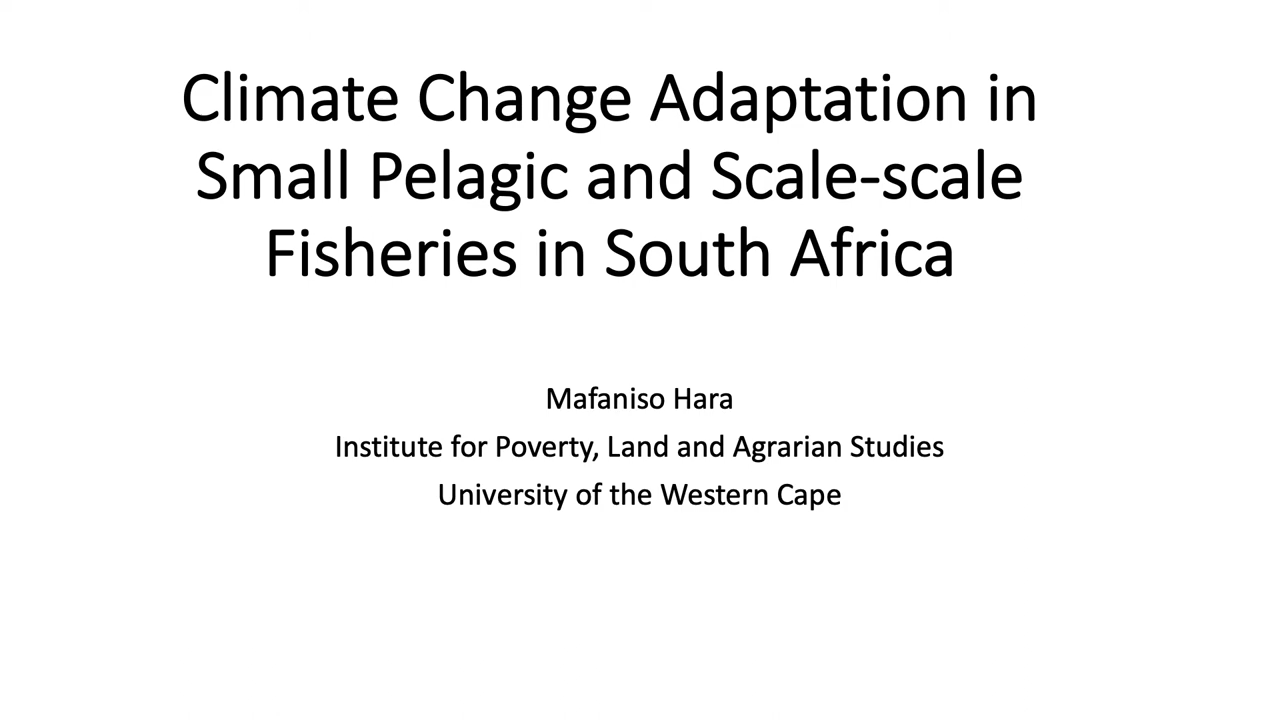 Climate Change Adaptation in
Small Pelagic and Scale-scale
Fisheries in South Africa
Mafaniso Hara
Institute for Poverty, Land and Agrarian Studies
University of the Western Cape